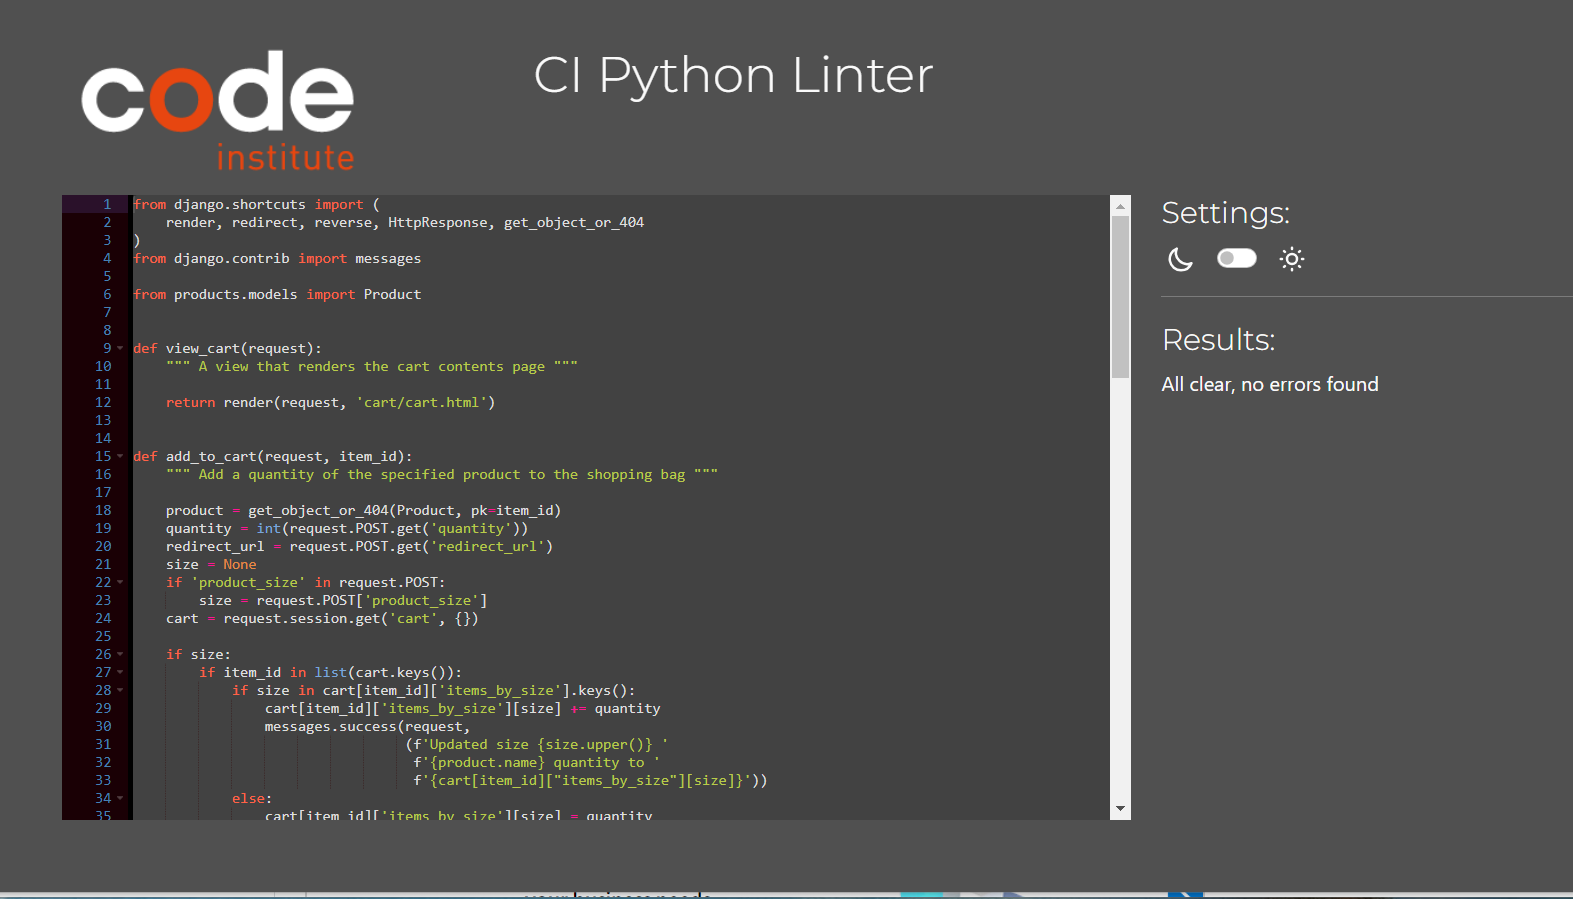 code
institute
CI Python Linter
1 from django.shortcuts import (
2 render, redirect, reverse, HttpResponse, get_object_or_404
3 )
4 from django.contrib import messages
5
6 from products.models import Product
7
8
9 def view_cart(request):
10 """ A view that renders the cart contents page """
11
12 return render(request, 'cart/cart.html')
13
14
15 def add_to_cart(request, item_id):
16 """ Add a quantity of the specified product to the shopping bag """
17
18 product = get_object_or_404(Product, pk=item_id)
19 quantity = int(request.POST.get('quantity'))
20 redirect_url = request.POST.get('redirect_url')
21 size = None
22 if 'product_size' in request.POST:
23 size = request.POST['product_size']
24 cart = request.session.get('cart', {})
25
26 if size:
27 if item_id in list(cart.keys()):
28 if size in cart[item_id]['items_by_size'].keys():
29 cart[item_id]['items_by_size'][size] += quantity
30 messages.success(request,
31 (f'Updated size {size.upper()} '
32 f'{product.name} quantity to '
33 f'{cart[item_id]["items_by_size"][size]}'))
34 else:
35 cart[item_id]['items_by_size'][size] = quantity
Settings:
Results:
All clear, no errors found